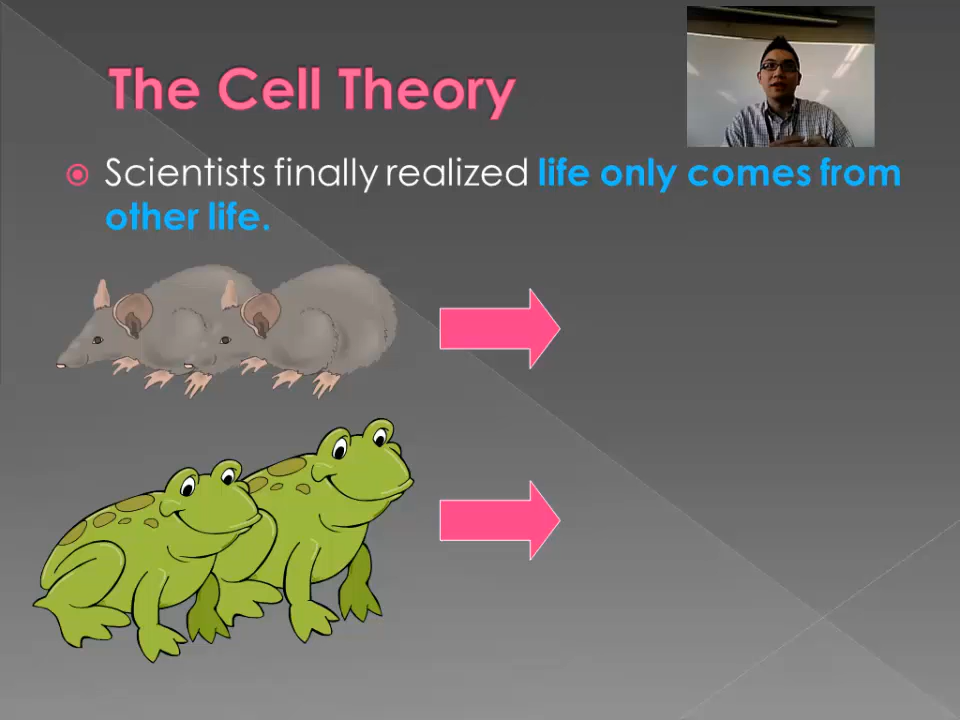 The Cell Theory
Scientists finally realized life only comes from
other life.